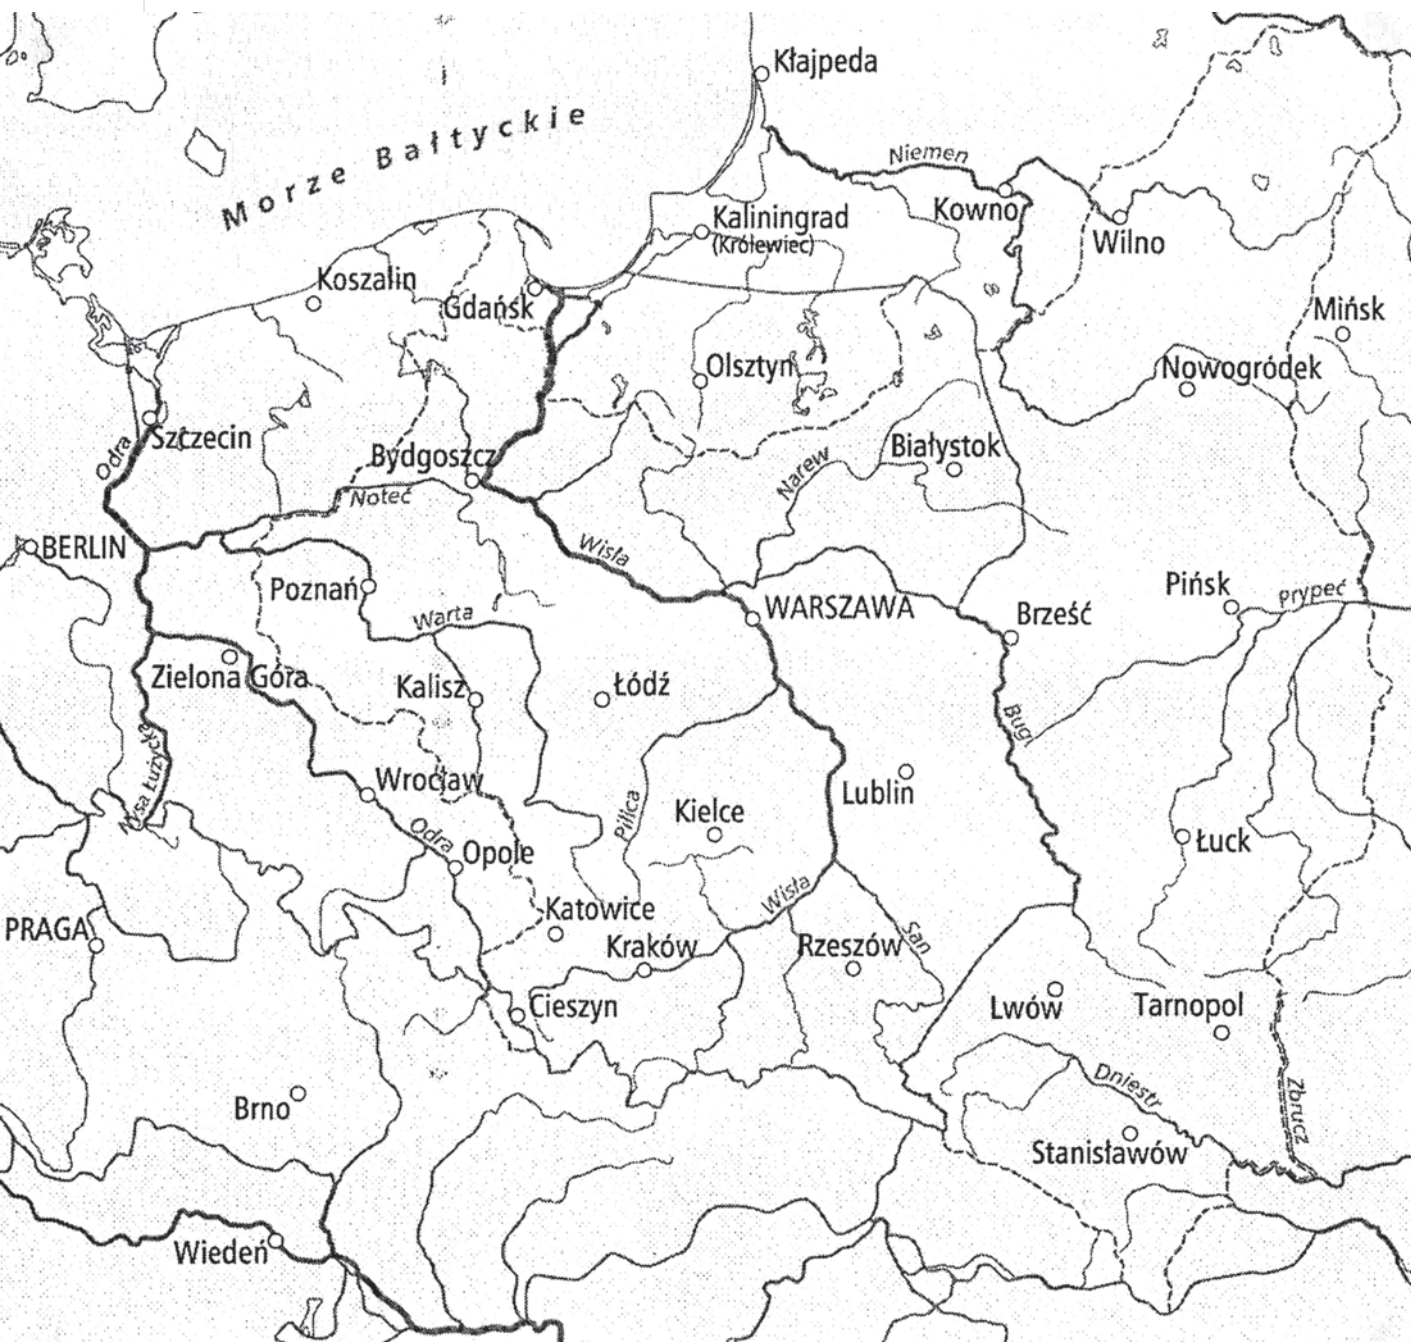 Kłajpeda
Morze Bałtyckie
Niemen
Kowno
Kaliningrad
(Królewiec)
Wilno
Koszalin
Gdańsk
Mińsk
Olsztyn
Nowogródek
Szczecin
Odra
Bydgoszcz
Białystok
Narew
Noteć
BERLIN
Wisła
Poznań
Pińsk
Prypeć
Warta
WARSZAWA
Brześć
Zielona Góra
Kalisz
Łódź
Bug
Nysa Łużycka
Wrocław
Lublin
Pilica
Kielce
Odra
Łuck
Opole
Wisła
PRAGA
Katowice
Kraków
Rzeszów
San
Cieszyn
Lwów
Tarnopol
Dniestr
Zbrucz
Brno
Stanisławów
Wiedeń